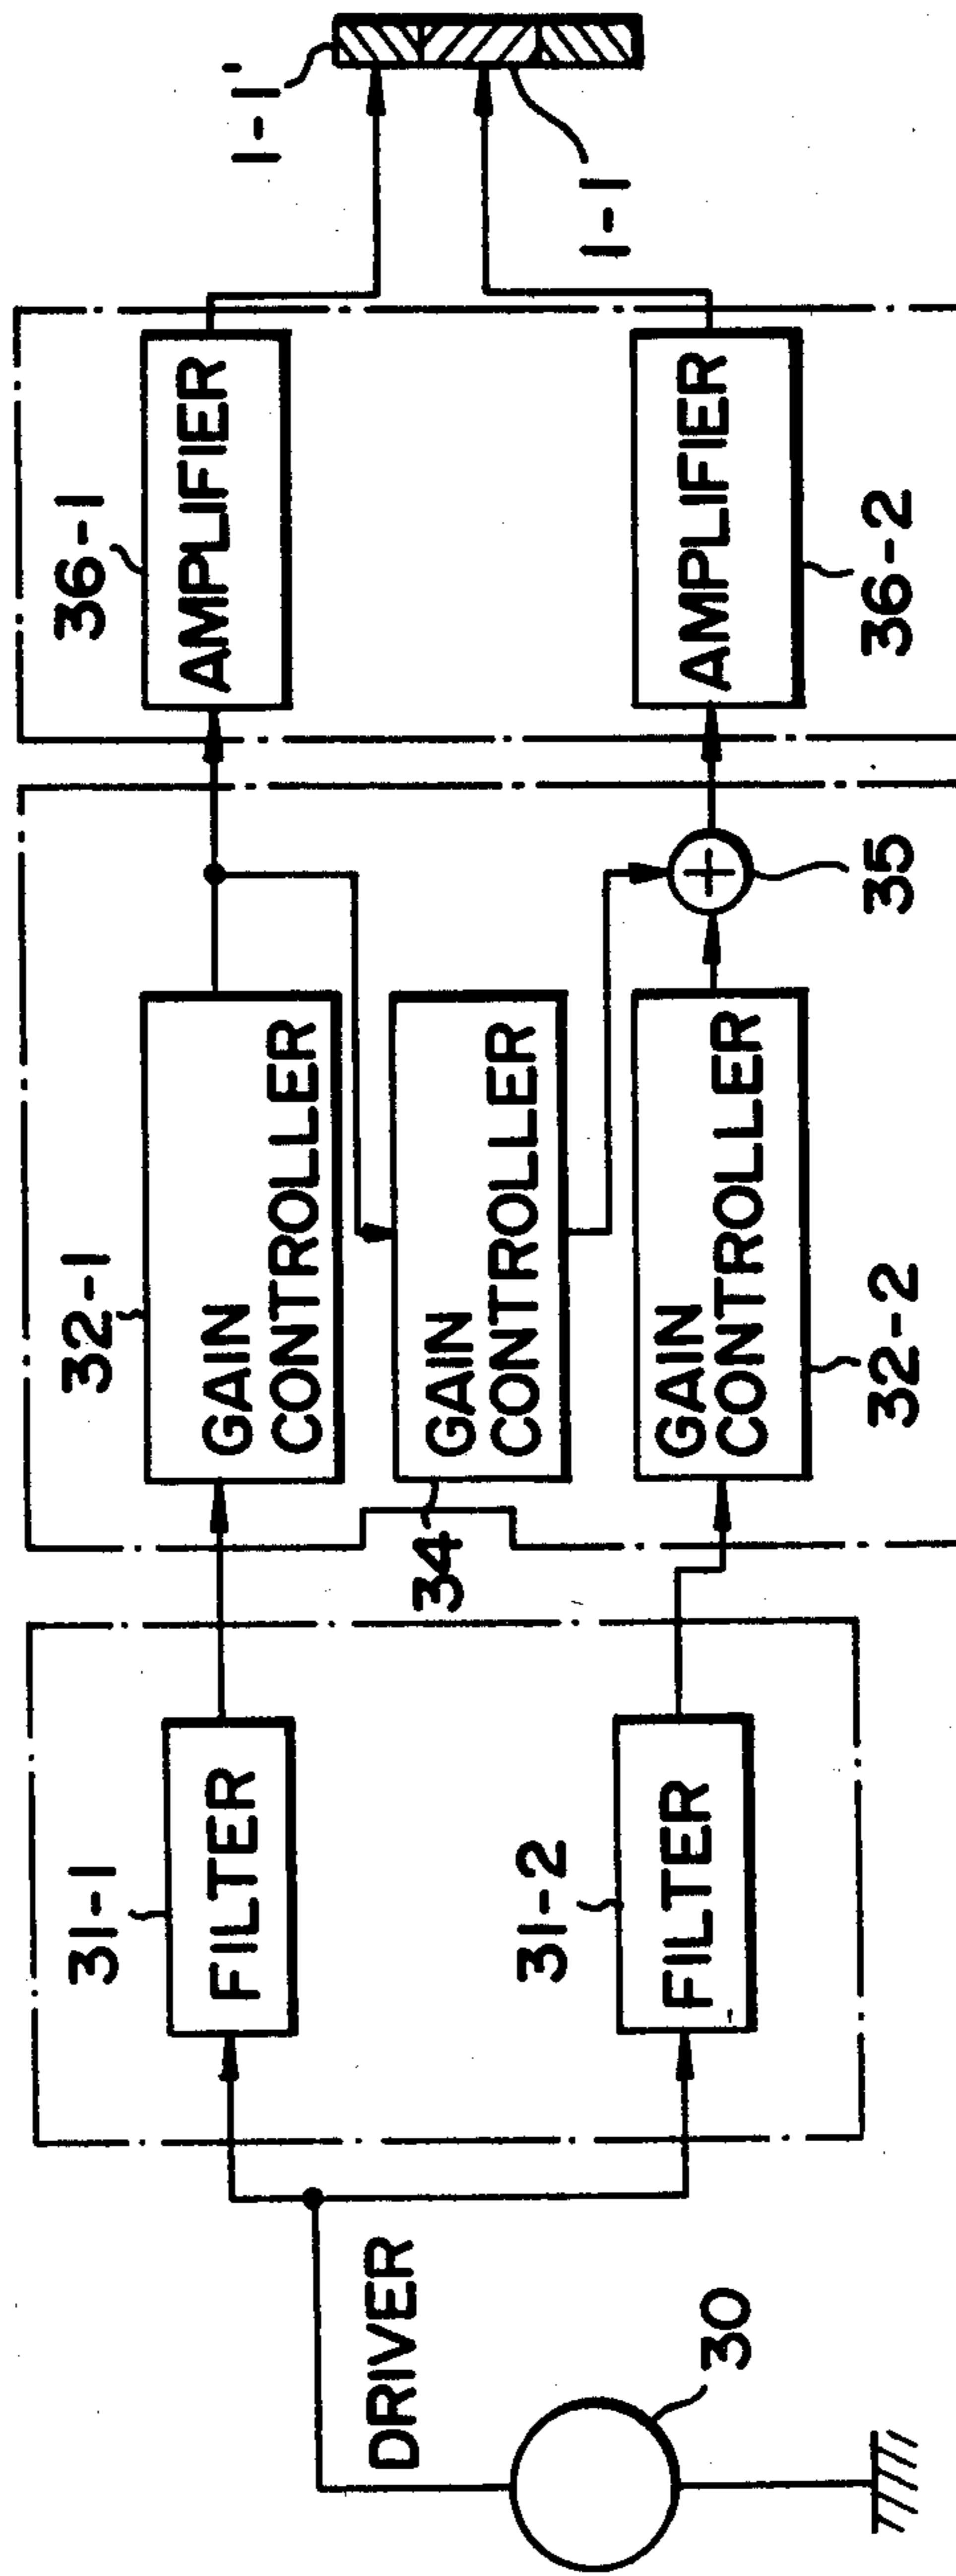 DRIVER
30
31-1
FILTER
31-2
FILTER
32-1
GAIN
CONTROLLER
34
GAIN
CONTROLLER
GAIN
CONTROLLER
32-2
35
36-1
AMPLIFIER
AMPLIFIER
36-2
1-1'
1-1